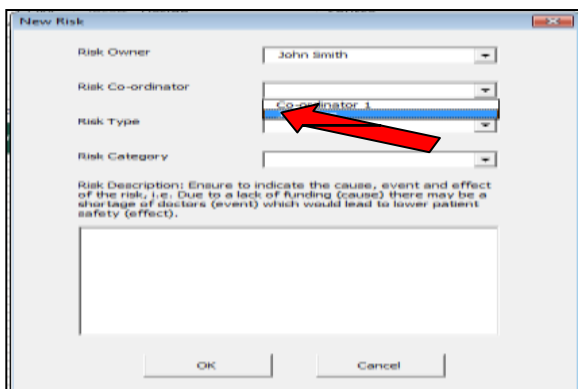 New Risk
Risk Owner
John Smith
Risk Co-ordinator
Co-ordinator 1
Risk Type
Risk Category
Risk Description: Ensure to indicate the cause, event and effect
of the risk, i.e. Due to a lack of funding (cause) there may be a
shortage of doctors (event) which would lead to lower patient
safety (effect).
OK
Cancel